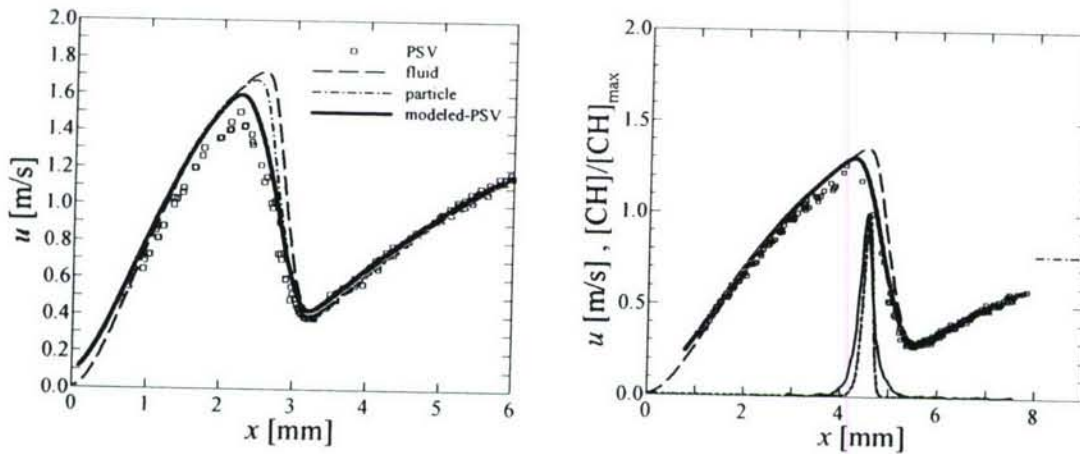 2.0
1.8
1.6
1.4
1.2
1.0
0.8
0.6
0.4
0.2
0.0
u [m/s]
PSV
fluid
particle
modeled-PSV
0 1 2 3 4 5 6
x [mm]
2.0
1.5
1.0
0.5
0.0
u [m/s] , [CH]/[CH]max
0 2 4 6 8
x [mm]